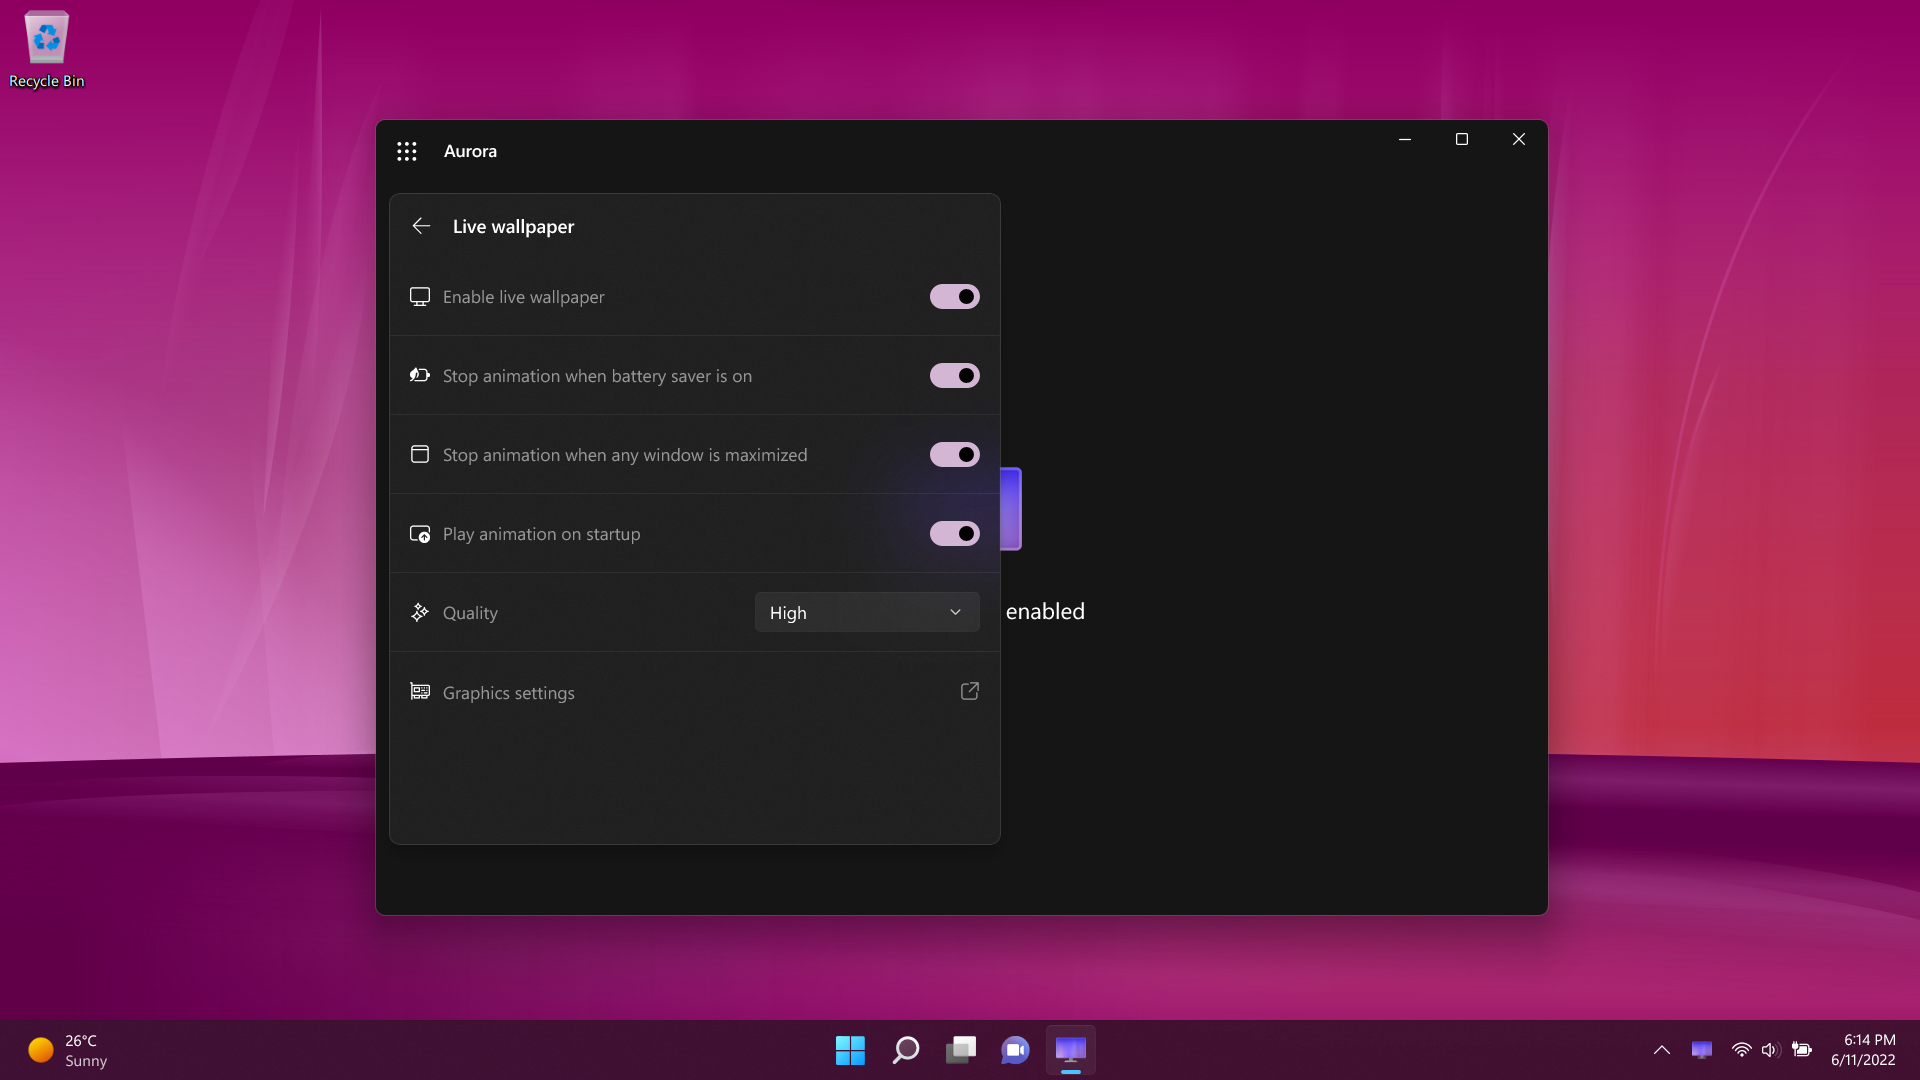 Recycle Bin
Aurora
Live wallpaper
Enable live wallpaper
Stop animation when battery saver is on
Stop animation when any window is maximized
Play animation on startup
Quality
High
enabled
Graphics settings
26°C
Sunny
6:14 PM
6/11/2022